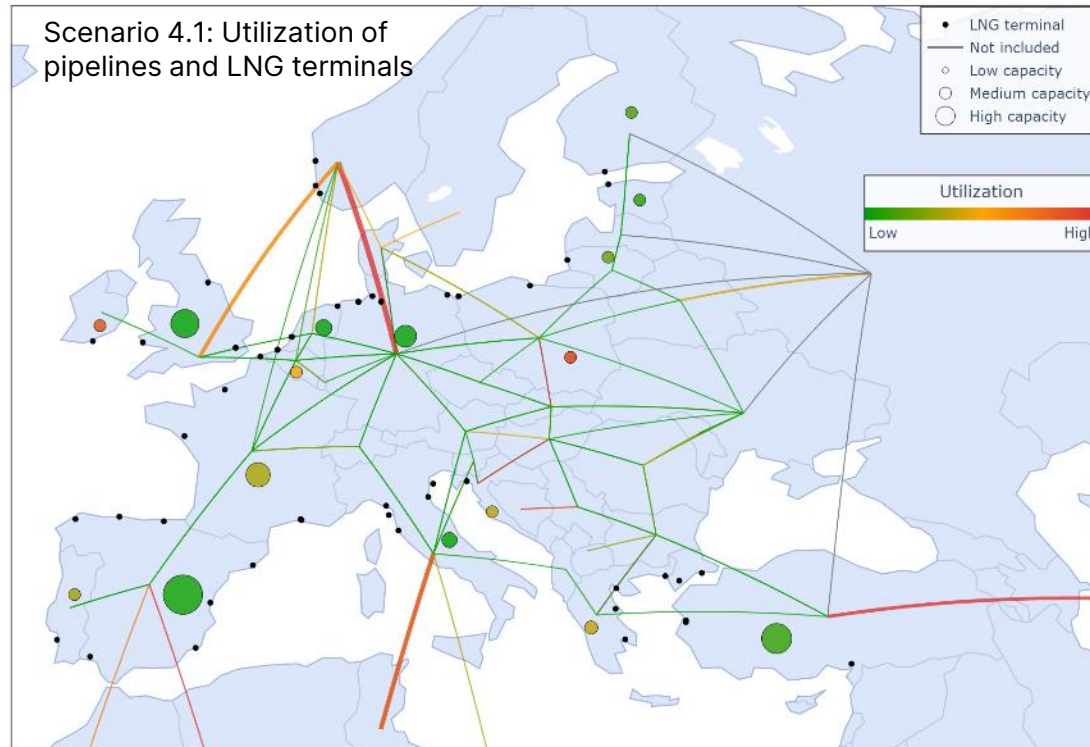 Scenario 4.1: Utilization of
pipelines and LNG terminals
LNG terminal
Not included
Low capacity
Medium capacity
High capacity
Utilization
Low High